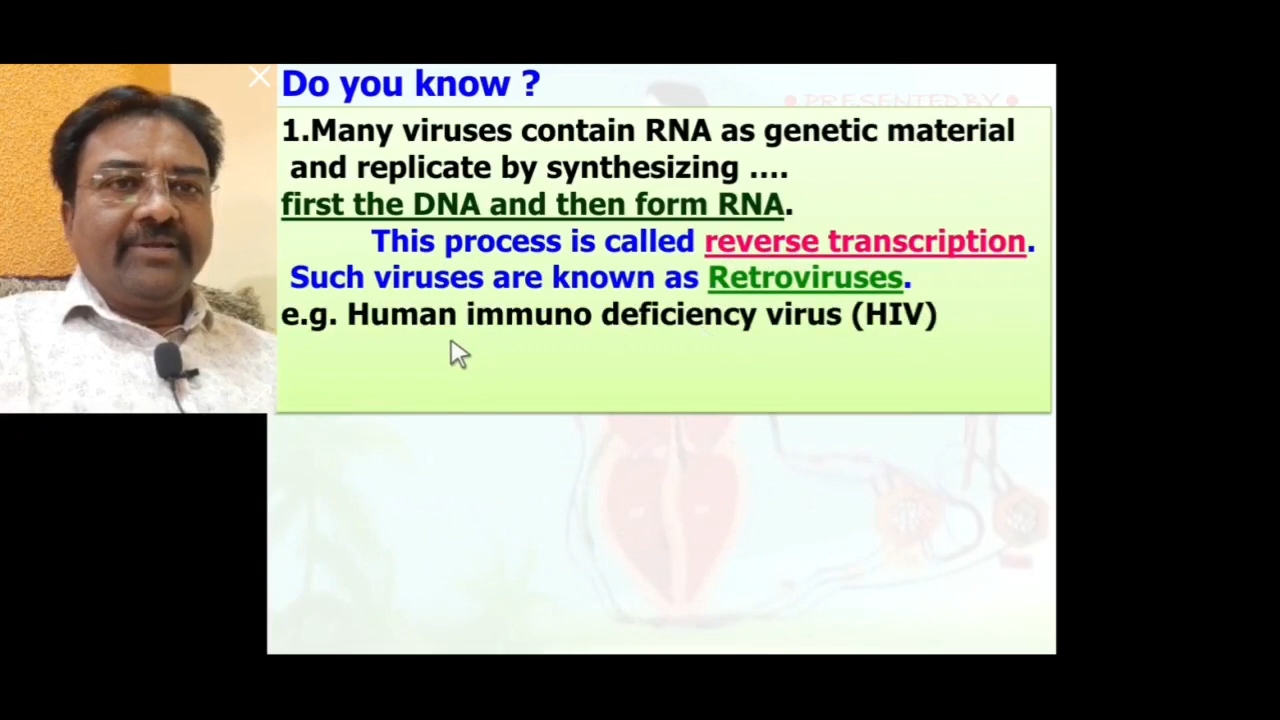 Do you know ?
PRESENTED BY
1.Many viruses contain RNA as genetic material
and replicate by synthesizing ....
first the DNA and then form RNA.
This process is called reverse transcription.
Such viruses are known as Retroviruses.
e.g. Human immuno deficiency virus (HIV)